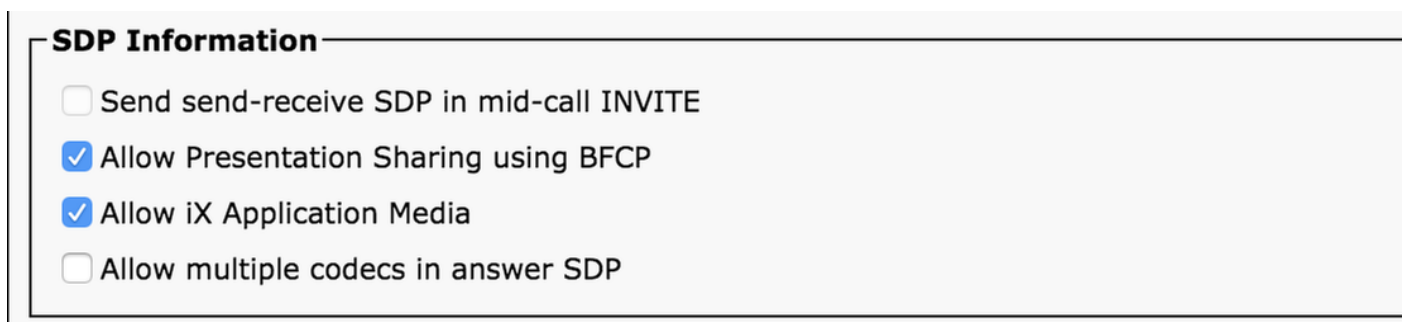 SDP Information
Send send-receive SDP in mid-call INVITE
Allow Presentation Sharing using BFCP
Allow iX Application Media
Allow multiple codecs in answer SDP